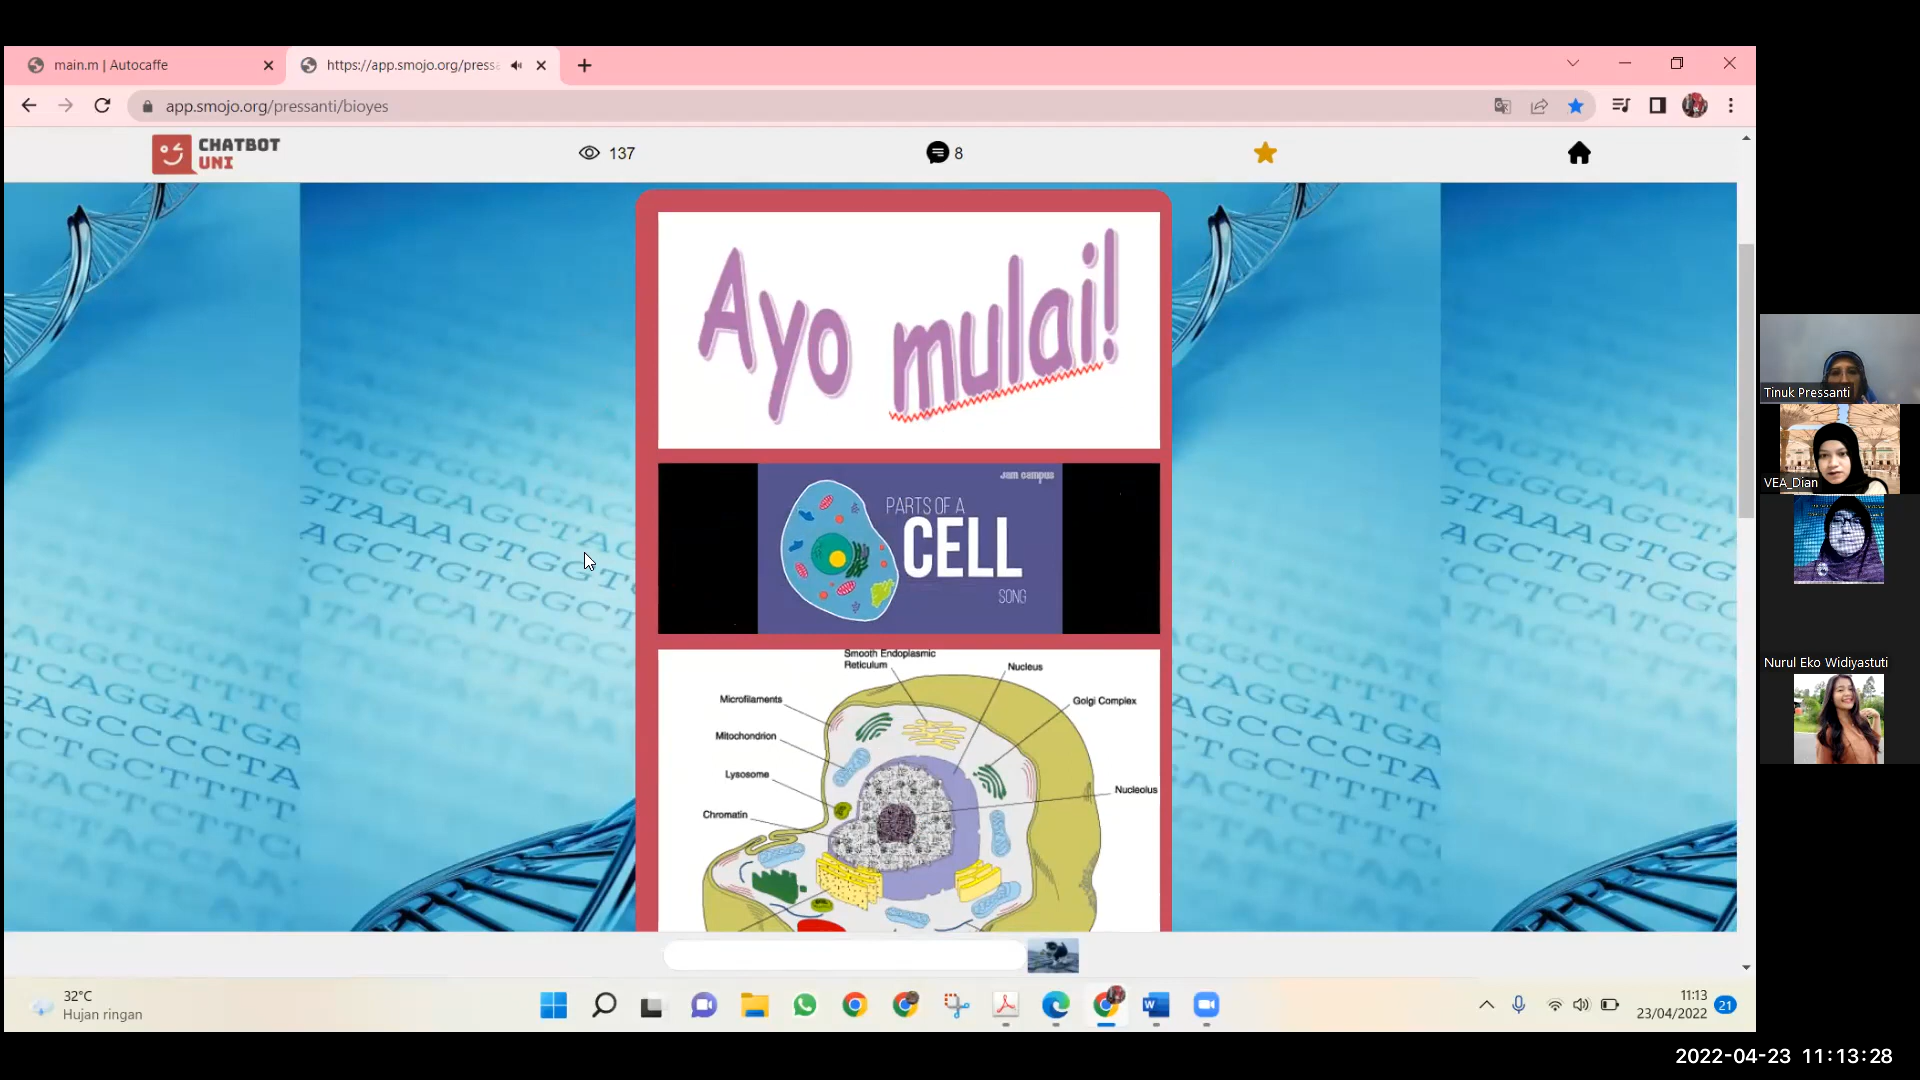 main.m | Autocaffe
https://app.smojo.org/press
app.smojo.org/pressanti/bioyes
CHATBOT
UNI
137
8
Ayo mulai!
Jam campus
PARTS OF A
CELL
SONG
Smooth Endoplasmic
Reticulum
Nucleus
Microfilaments
Golgi Complex
Mitochondrion
Lysosome
Nucleolus
Chromatin
Tinuk Pressanti
VEA_Dian
Nurul Eko Widiyastuti
32°C
Hujan ringan
11:13
23/04/2022
21
2022-04-23 11:13:28